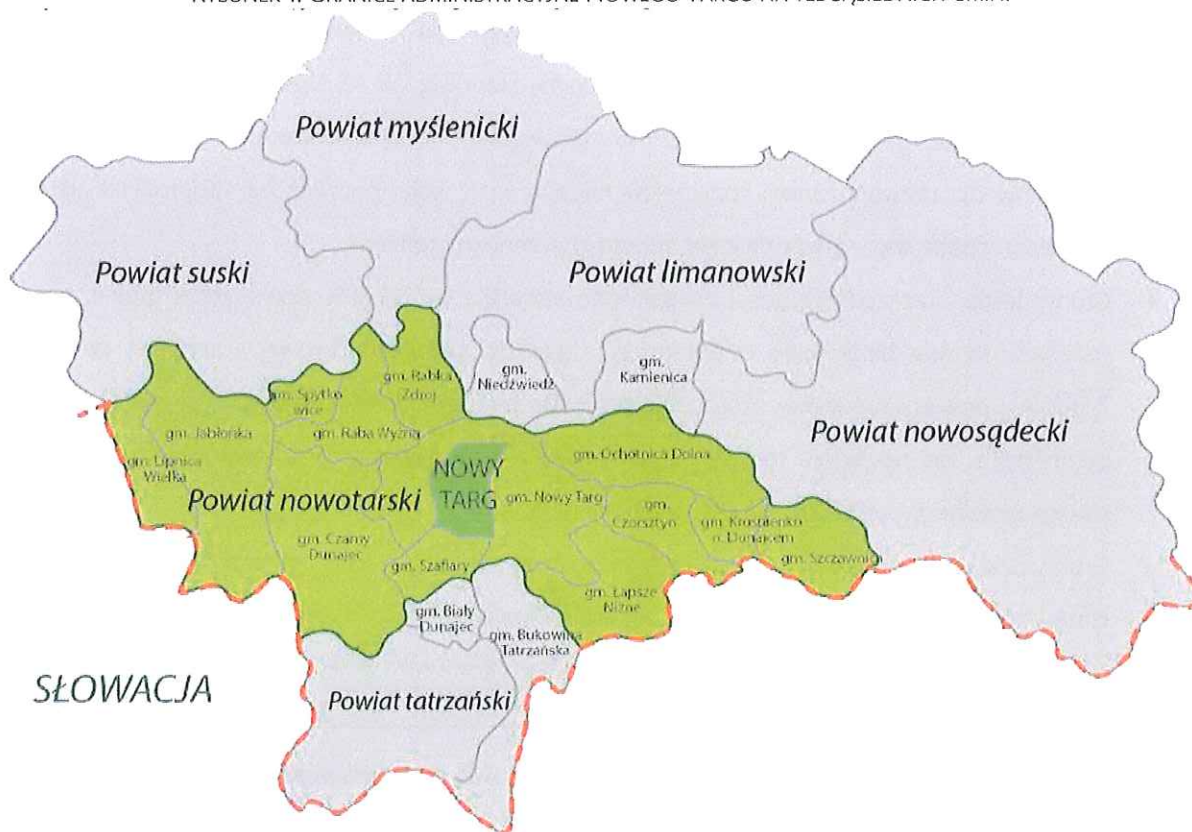 Powiat myślenicki
Powiat suski
Powiat limanowski
gm.
Niedźwiedź
gm.
Kamienica
gm. Rabka
Zdroj
gm. Spytko
wice
gm. Jabłonka
gm. Raba Wyżna
Powiat nowosądecki
gm. Lipnica
Wielka
NOWY
TARG
gm. Ochotnica Dolna
Powiat nowotarski
gm. Nowy Targ
gm.
Czorsztyn
gm. Krościenko
n. Dunajcem
gm. Czarny
Dunajec
gm. Szaflary
gm. Szczawnica
gm. Łapsze
Niżne
gm. Biały
Dunajec
gm. Bukowina
Tatrzańska
SŁOWACJA
Powiat tatrzański